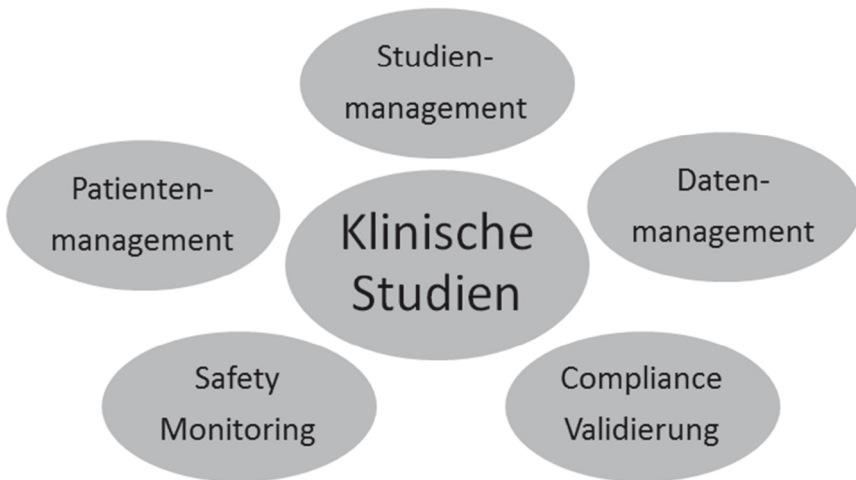 Studien-
management
Patienten-
management
Daten-
management
Klinische
Studien
Safety
Monitoring
Compliance
Validierung